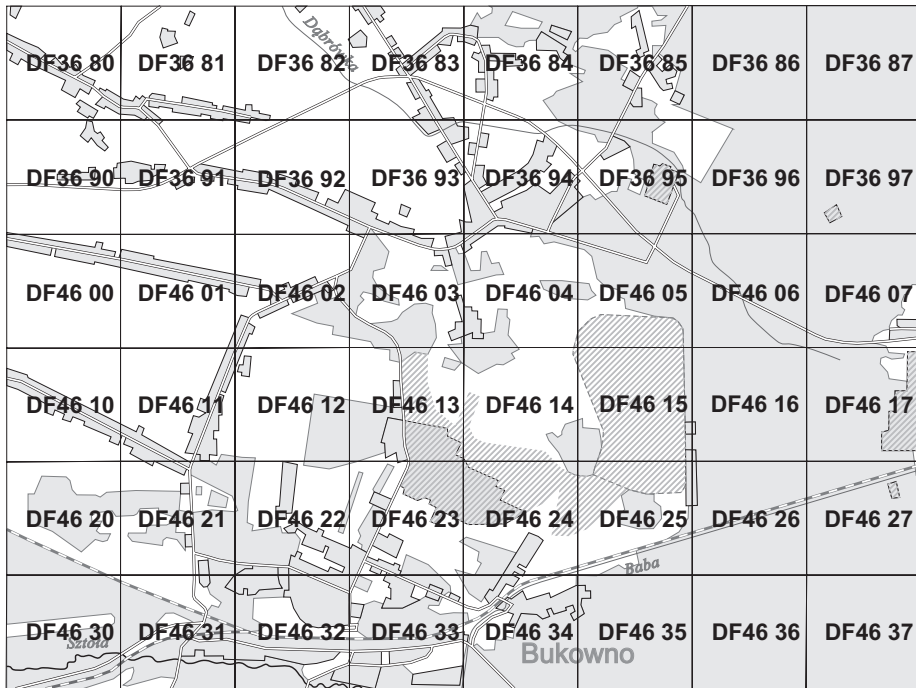 Dąbrówka
DF36 80 DF36 81 DF36 82 DF36 83 DF36 84 DF36 85 DF36 86 DF36 87
DF36 90 DF36 91 DF36 92 DF36 93 DF36 94 DF36 95 DF36 96 DF36 97
DF46 00 DF46 01 DF46 02 DF46 03 DF46 04 DF46 05 DF46 06 DF46 07
DF46 10 DF46 11 DF46 12 DF46 13 DF46 14 DF46 15 DF46 16 DF46 17
DF46 20 DF46 21 DF46 22 DF46 23 DF46 24 DF46 25 DF46 26 DF46 27
Baba
DF46 30 DF46 31 DF46 32 DF46 33 DF46 34 DF46 35 DF46 36 DF46 37
Sztoła
Bukowno